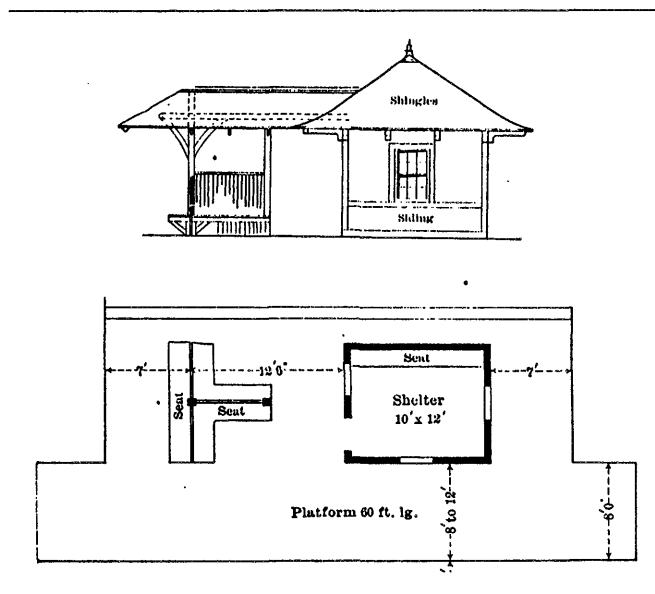 Shingles
Siding
7'
12'0"
7'
Seat
Seat
Seat
Shelter
10' x 12'
Platform 60 ft. lg.
8' to 12'
6'0"